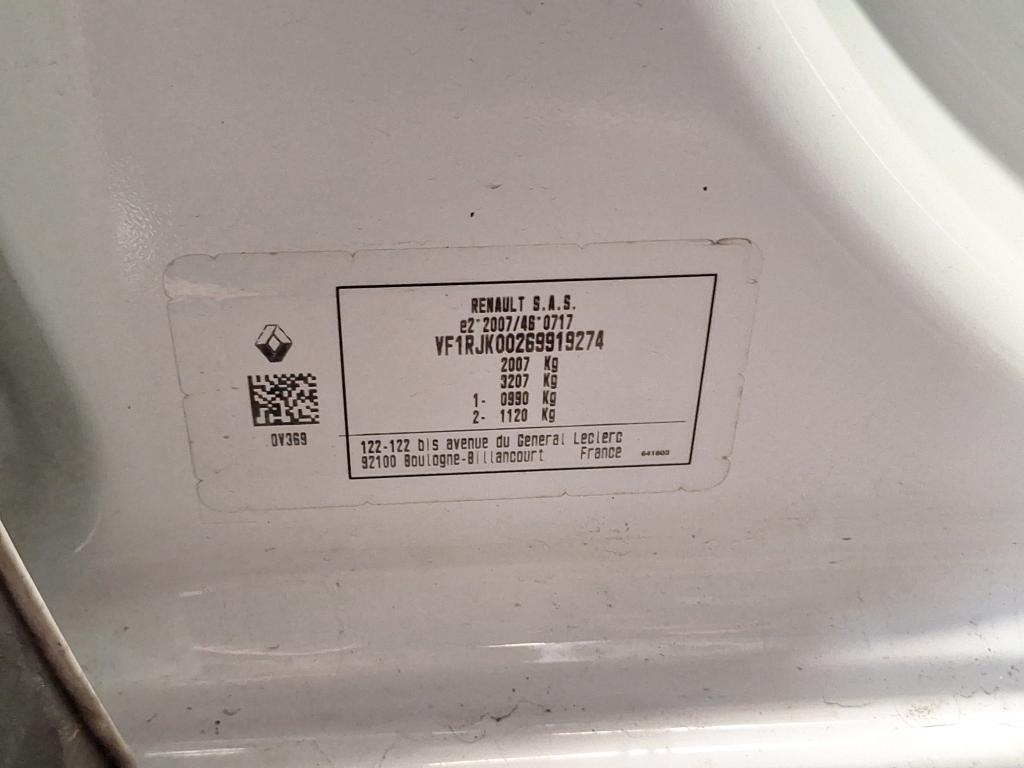 RENAULT S.A.S.
e2*2007/46*0717
VF1RJK00269919274
2007 Kg
3207 Kg
1- 0990 Kg
2- 1120 Kg
0V369
122-122 bis avenue du General Leclerc
92100 Boulogne-Billancourt France 641803